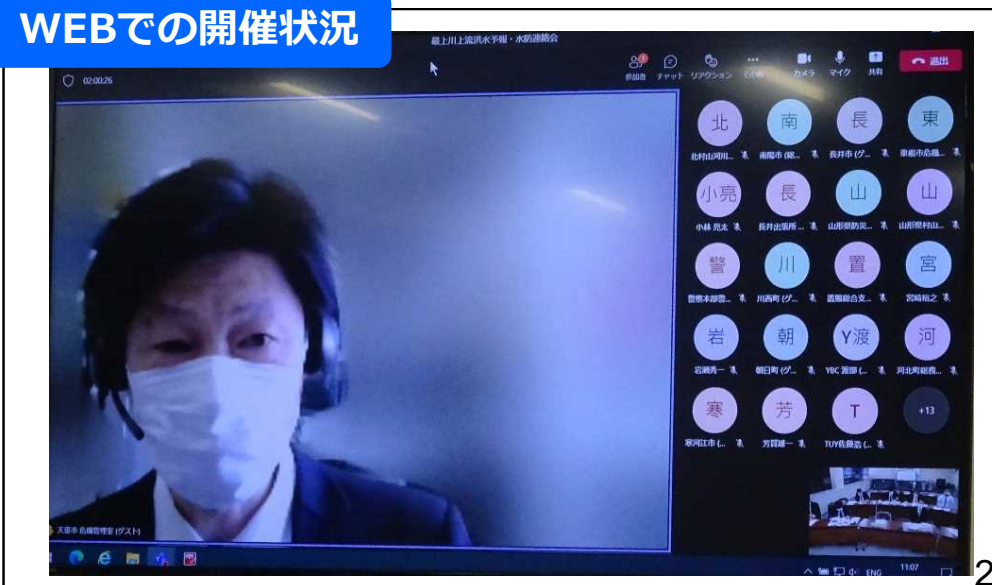 WEBでの開催状況
最上川上流洪水予報・水防連絡会
02:00:26
参加者 チャット リアクション その他 カメラ マイク 共有 退出
北 南 長 東
北村山河川... 南陽市 (総... 長井市 (グ... 東根市危機...
小亮 長 山 山
小林 亮太 長井出張所 ... 山形県防災... 山形県村山...
警 川 置 宮
警察本部警... 川西町 (グ... 置賜総合支... 宮崎裕之
岩 朝 Y渡 河
岩瀬秀一 朝日町 (グ... YBC 渡部 (... 河北町総務...
寒 芳 T +13
寒河江市 (... 芳賀雄一 TUY佐藤浩 (...
天童市 危機管理室 (ゲスト)
ENG 11:07
2